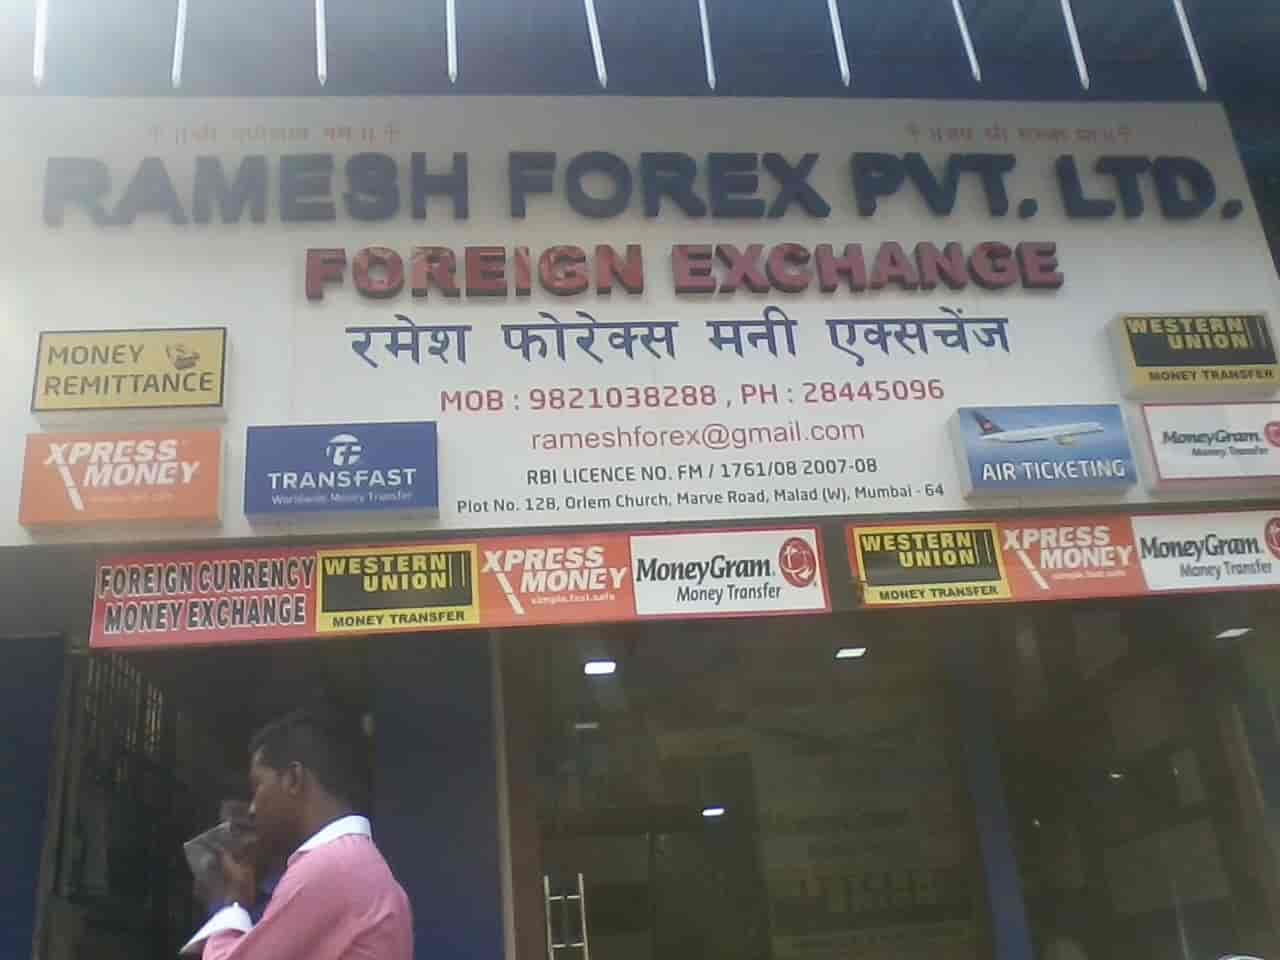 RAMESH FOREX PVT. LTD.
FOREIGN EXCHANGE
रमेश फोरेक्स मनी एक्सचेंज
MOB : 9821038288 , PH : 28445096
rameshforex@gmail.com
RBI LICENCE NO. FM / 1761/08 2007-08
Plot No. 128, Orlem Church, Marve Road, Malad (W), Mumbai - 64
MONEY
REMITTANCE
XPRESS
MONEY
simple.fast.safe
TRANSFAST
Worldwide Money Transfer
WESTERN
UNION
MONEY TRANSFER
AIR TICKETING
MoneyGram
Money Transfer
FOREIGN CURRENCY
MONEY EXCHANGE
WESTERN
UNION
MONEY TRANSFER
XPRESS
MONEY
simple.fast.safe
MoneyGram
Money Transfer
WESTERN
UNION
MONEY TRANSFER
XPRESS
MONEY
simple.fast.safe
MoneyGram
Money Transfer